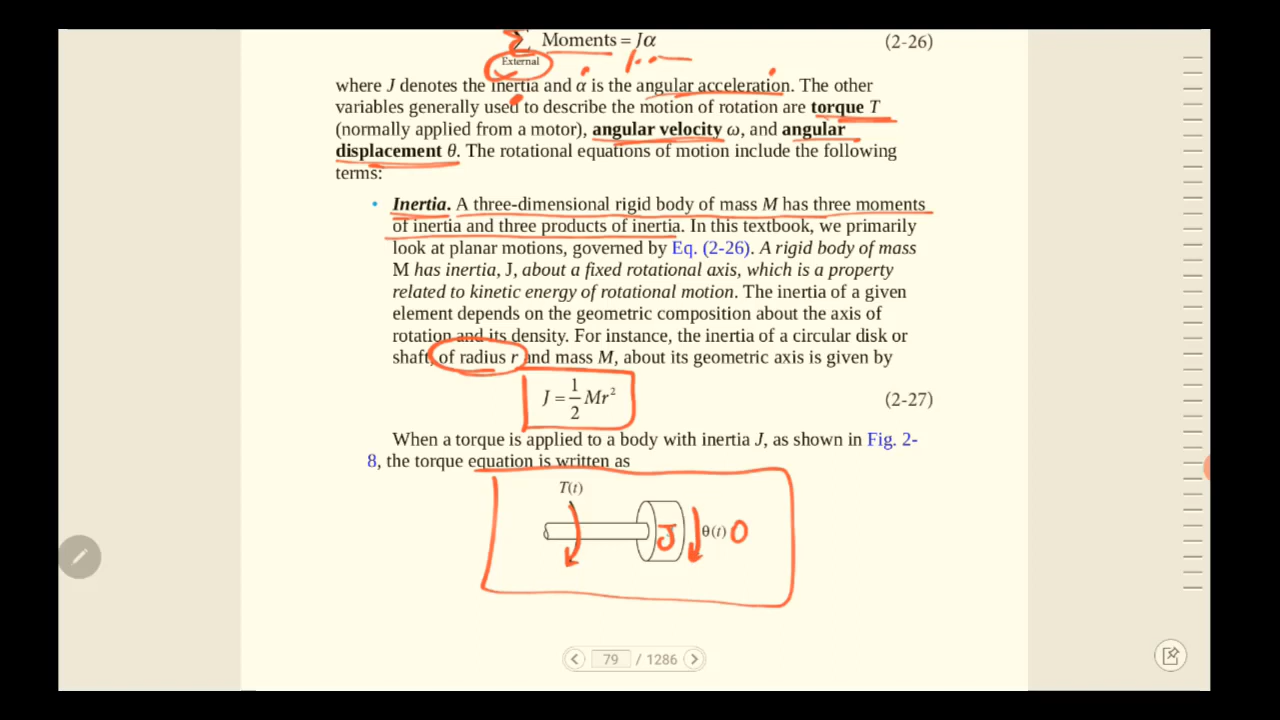 ∑ Moments = Jα (2-26)
External
where J denotes the inertia and α is the angular acceleration. The other
variables generally used to describe the motion of rotation are torque T
(normally applied from a motor), angular velocity ω, and angular
displacement θ. The rotational equations of motion include the following
terms:
• Inertia. A three-dimensional rigid body of mass M has three moments
of inertia and three products of inertia. In this textbook, we primarily
look at planar motions, governed by Eq. (2-26). A rigid body of mass
M has inertia, J, about a fixed rotational axis, which is a property
related to kinetic energy of rotational motion. The inertia of a given
element depends on the geometric composition about the axis of
rotation and its density. For instance, the inertia of a circular disk or
shaft, of radius r and mass M, about its geometric axis is given by
J = 1/2 Mr² (2-27)
When a torque is applied to a body with inertia J, as shown in Fig. 2-
8, the torque equation is written as
T(t)
J θ(t) 0
79 / 1286